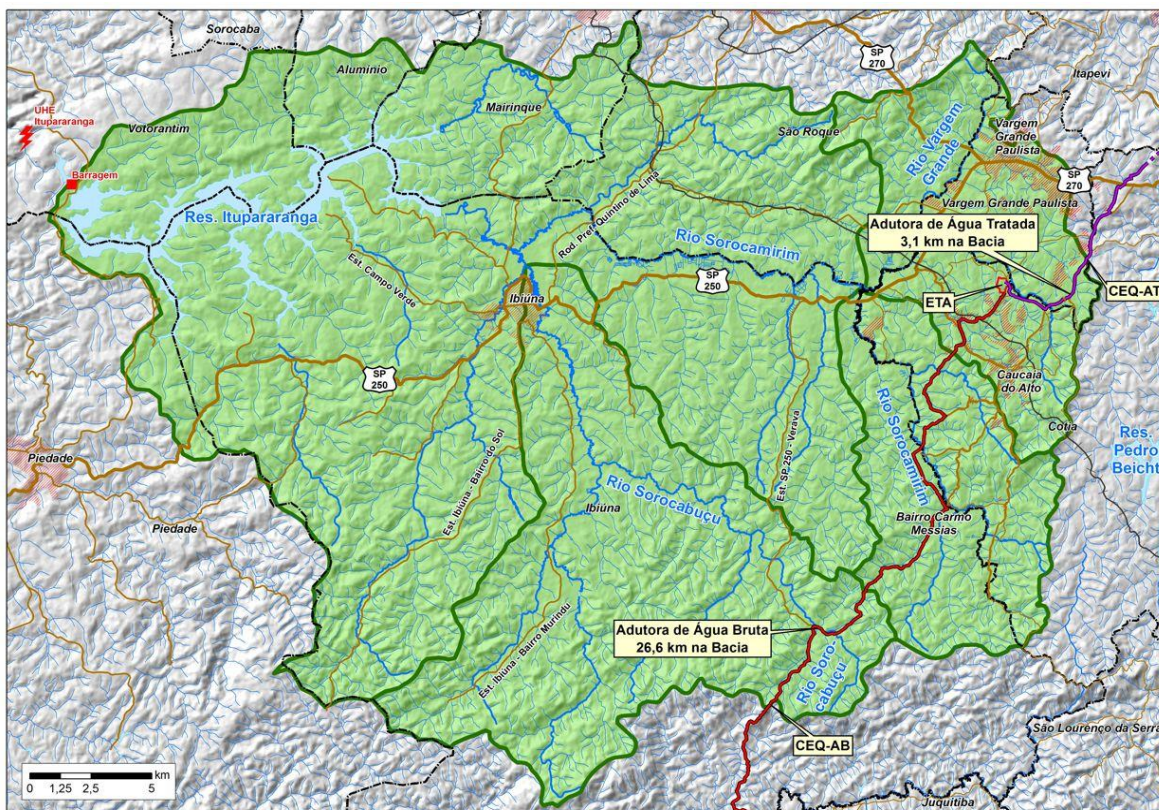 Sorocaba
SP
270
Itapevi
Alumínio
UHE
Itupararanga
Mairinque
Votorantim
São Roque
Rio Vargem
Grande
Vargem
Grande
Paulista
SP
270
Barragem
Res. Itupararanga
Rod. Pref. Quintino de Lima
Vargem Grande Paulista
Adutora de Água Tratada
3,1 km na Bacia
Rio Sorocamirim
Est. Campo Verde
SP
250
CEQ-AT
ETA
Ibiúna
SP
250
Caucaia
do Alto
Cotia
Res.
Pedro
Beicht
Rio Sorocamirim
Est. SP 250 - Verava
Piedade
Est. Ibiúna - Bairro do Sol
Rio Sorocabuçu
Ibiúna
Bairro Carmo
Messias
Piedade
Adutora de Água Bruta
26,6 km na Bacia
Est. Ibiúna - Bairro Murindu
Rio Soro-
cabuçu
CEQ-AB
São Lourenço da Serra
km
0 1,25 2,5 5
Juquitiba